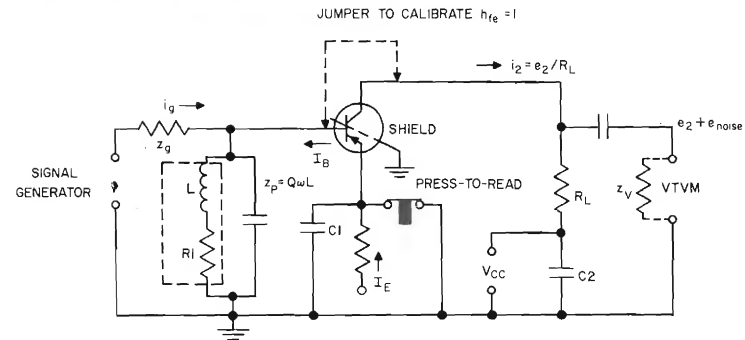 JUMPER TO CALIBRATE hfe = 1
i2 = e2/RL
ig
zg
SHIELD
e2 + enoise
IB
SIGNAL
GENERATOR
L
zP = QωL
PRESS-TO-READ
RL
zV
VTVM
R1
C1
VCC
C2
IE